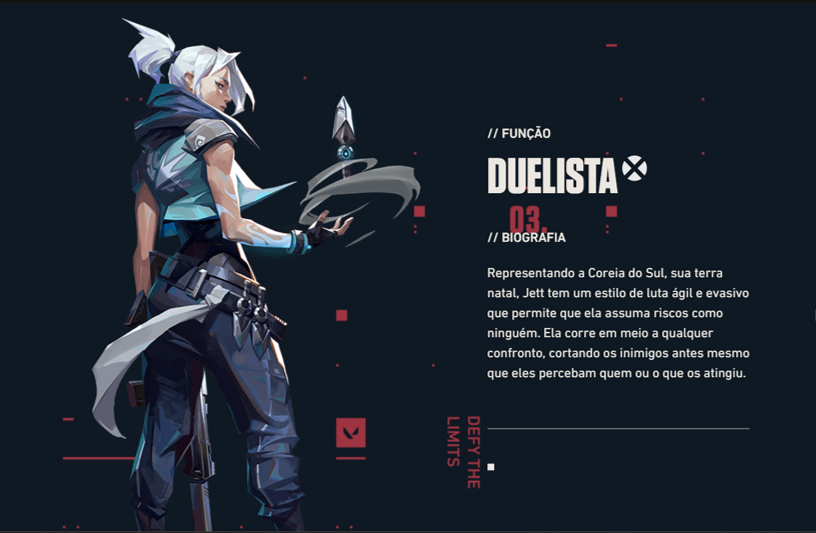 // FUNÇÃO
DUELISTA
03.
// BIOGRAFIA
Representando a Coreia do Sul, sua terra
natal, Jett tem um estilo de luta ágil e evasivo
que permite que ela assuma riscos como
ninguém. Ela corre em meio a qualquer
confronto, cortando os inimigos antes mesmo
que eles percebam quem ou o que os atingiu.
DEFY THE
LIMITS